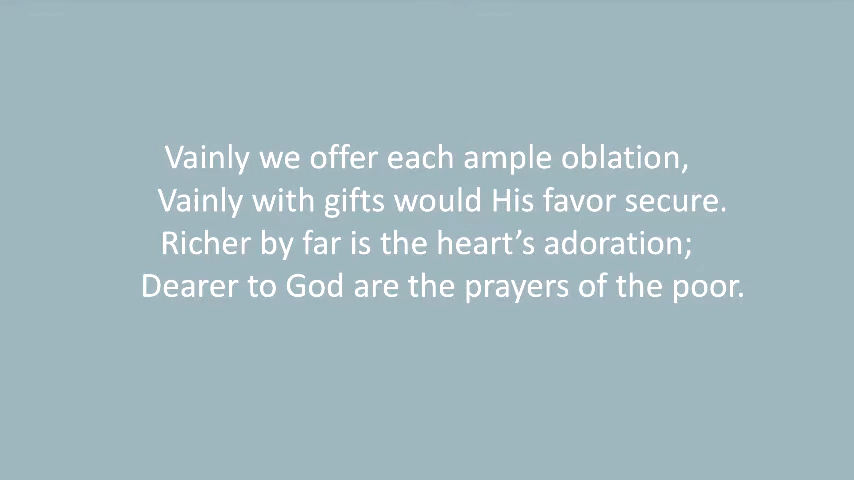 Vainly we offer each ample oblation,
Vainly with gifts would His favor secure.
Richer by far is the heart’s adoration;
Dearer to God are the prayers of the poor.